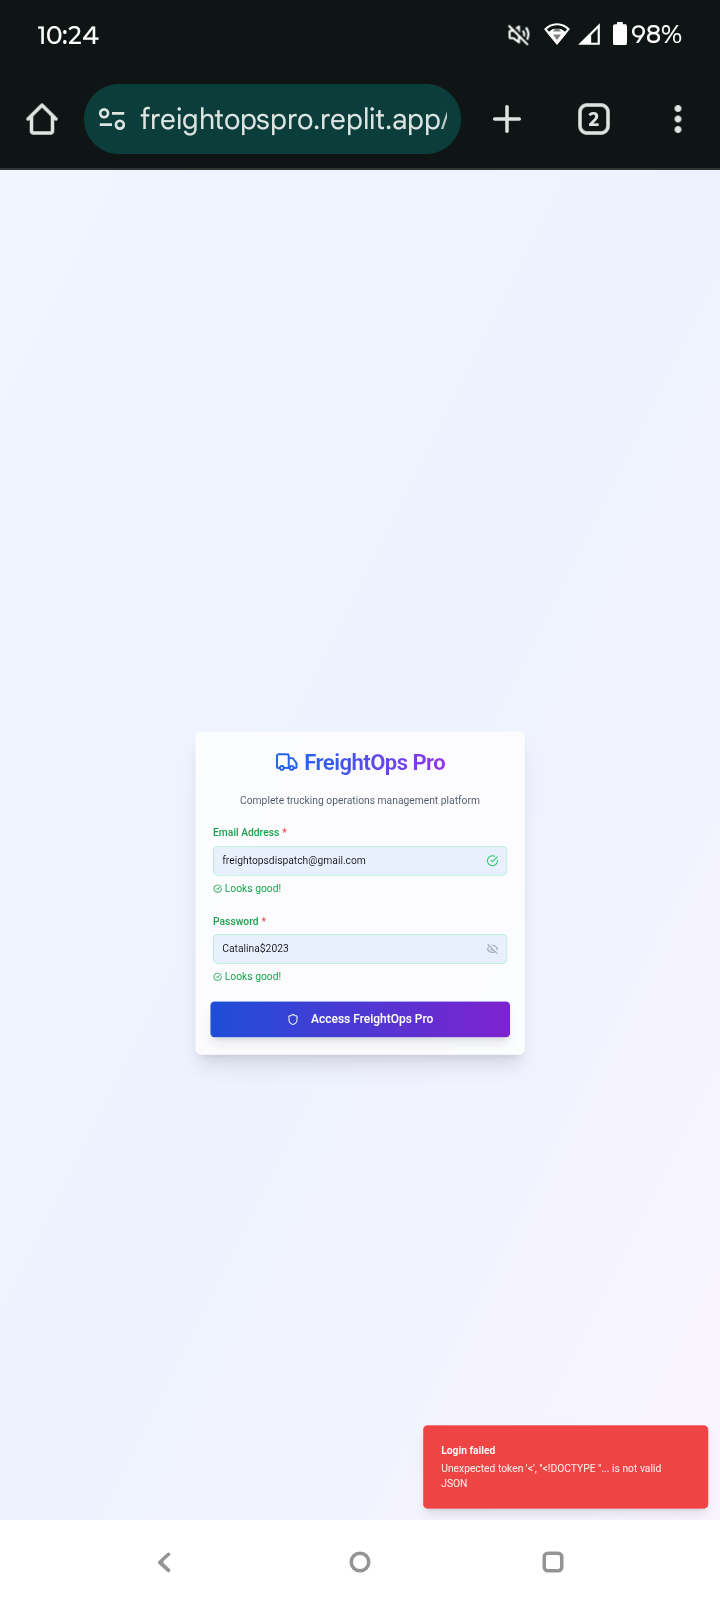 10:24
98%
freightopspro.replit.app/
2
FreightOps Pro
Complete trucking operations management platform
Email Address *
freightopsdispatch@gmail.com
Looks good!
Password *
Catalina$2023
Looks good!
Access FreightOps Pro
Login failed
Unexpected token '<', "<!DOCTYPE "... is not valid
JSON